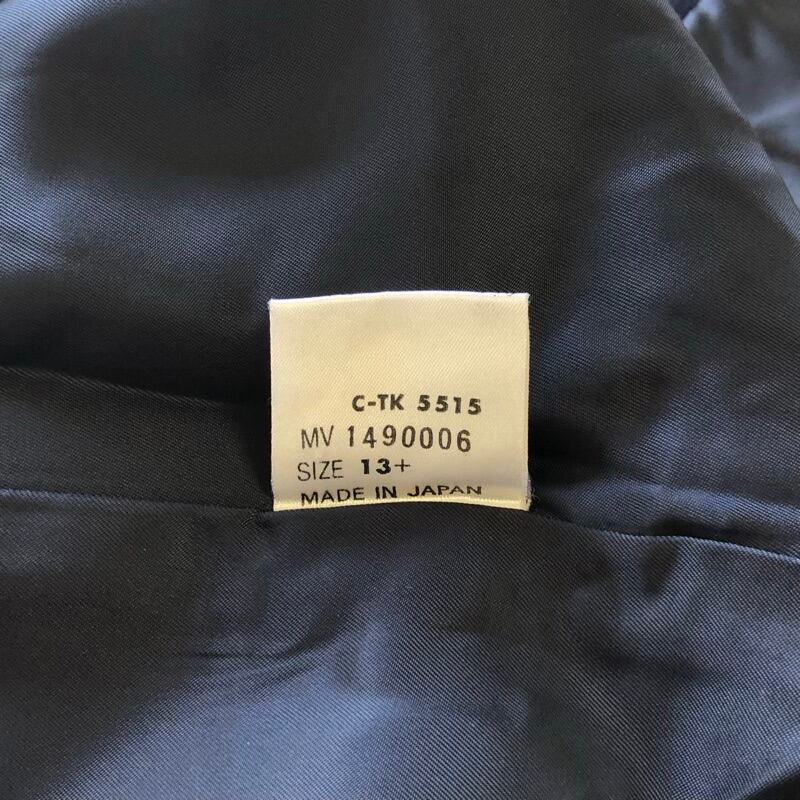 C-TK 5515
MV 1490006
SIZE 13+
MADE IN JAPAN